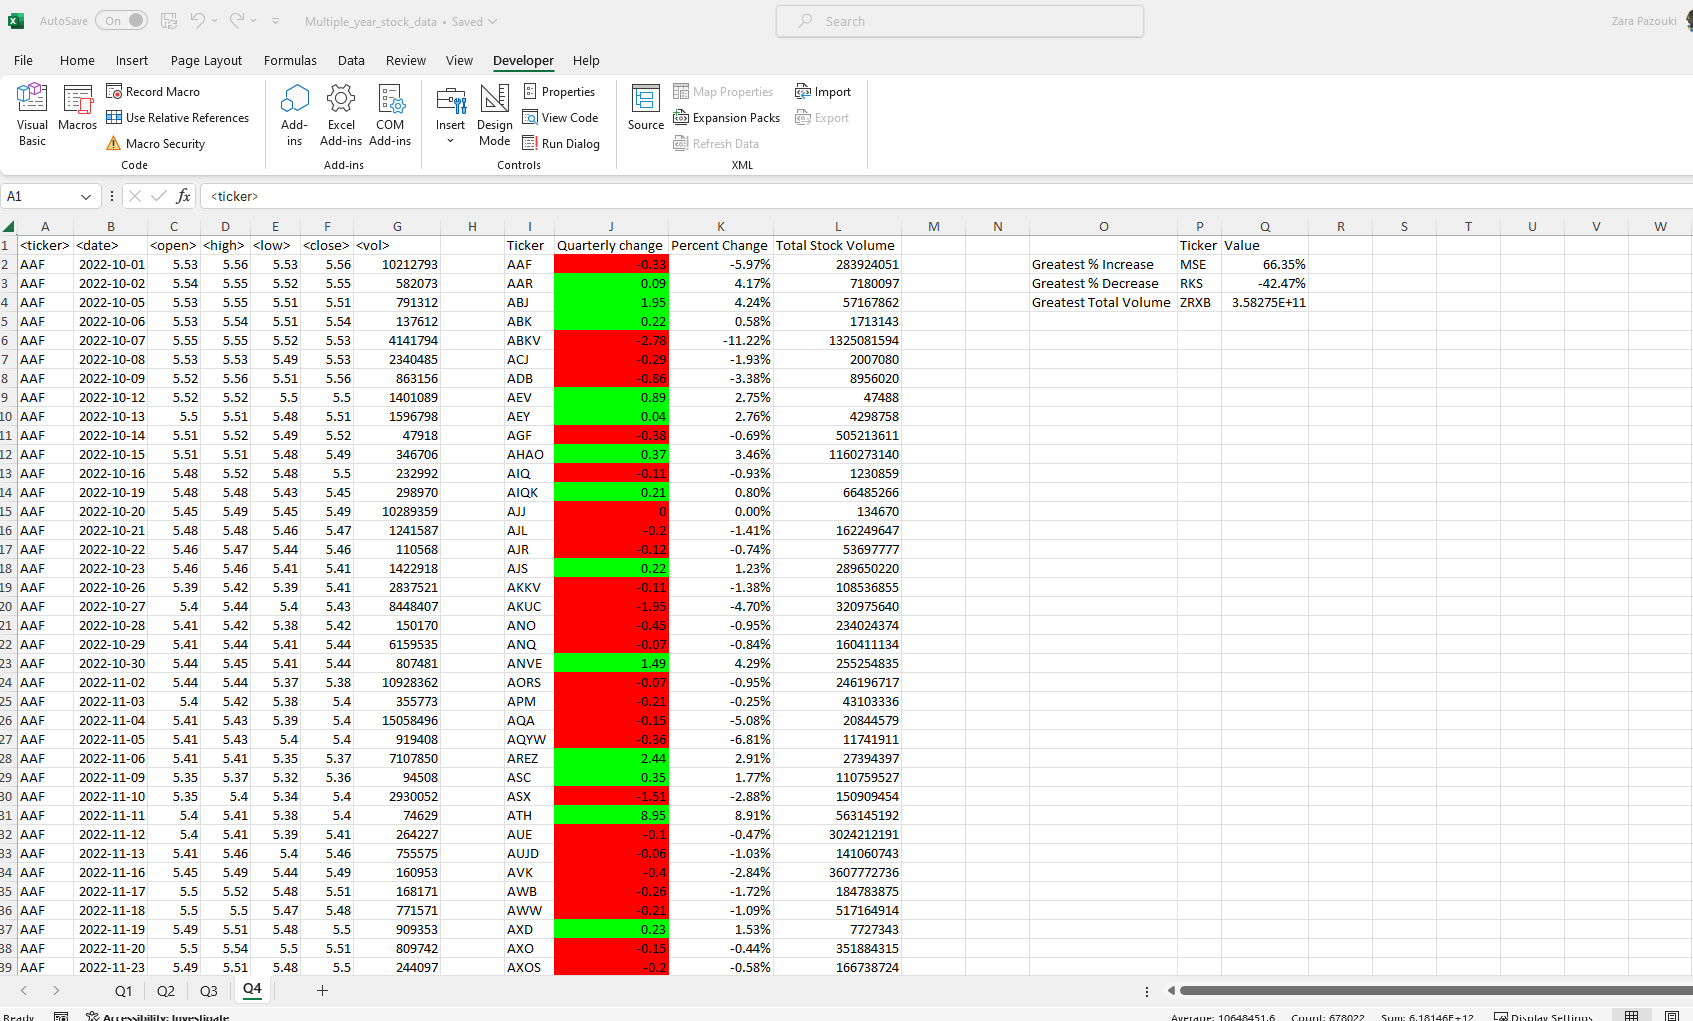 AutoSave On Multiple_year_stock_data • Saved Search Zara Pazouki
File Home Insert Page Layout Formulas Data Review View Developer Help
Visual Basic
Macros
Record Macro
Use Relative References
Macro Security
Code
Add-ins
Excel Add-ins
COM Add-ins
Add-ins
Insert
Design Mode
Properties
View Code
Run Dialog
Controls
Source
Map Properties
Expansion Packs
Refresh Data
Import
Export
XML
A1 fx <ticker>
A B C D E F G H I J K L M N O P Q R S T U V W
1 <ticker> <date> <open> <high> <low> <close> <vol> Ticker Quarterly change Percent Change Total Stock Volume Ticker Value
2 AAF 2022-10-01 5.53 5.56 5.53 5.56 10212793 AAF -0.33 -5.97% 283924051 Greatest % Increase MSE 66.35%
3 AAF 2022-10-02 5.54 5.55 5.52 5.55 582073 AAR 0.09 4.17% 7180097 Greatest % Decrease RKS -42.47%
4 AAF 2022-10-05 5.53 5.55 5.51 5.51 791312 ABJ 1.95 4.24% 57167862 Greatest Total Volume ZRXB 3.58275E+11
5 AAF 2022-10-06 5.53 5.54 5.51 5.54 137612 ABK 0.22 0.58% 1713143
6 AAF 2022-10-07 5.55 5.55 5.52 5.53 4141794 ABKV -2.78 -11.22% 1325081594
7 AAF 2022-10-08 5.53 5.53 5.49 5.53 2340485 ACJ -0.29 -1.93% 2007080
8 AAF 2022-10-09 5.52 5.56 5.51 5.56 863156 ADB -0.86 -3.38% 8956020
9 AAF 2022-10-12 5.52 5.52 5.5 5.5 1401089 AEV 0.89 2.75% 47488
10 AAF 2022-10-13 5.5 5.51 5.48 5.51 1596798 AEY 0.04 2.76% 4298758
11 AAF 2022-10-14 5.51 5.52 5.49 5.52 47918 AGF -0.38 -0.69% 505213611
12 AAF 2022-10-15 5.51 5.51 5.48 5.49 346706 AHAO 0.37 3.46% 1160273140
13 AAF 2022-10-16 5.48 5.52 5.48 5.5 232992 AIQ -0.11 -0.93% 1230859
14 AAF 2022-10-19 5.48 5.48 5.43 5.45 298970 AIQK 0.21 0.80% 66485266
15 AAF 2022-10-20 5.45 5.49 5.45 5.49 10289359 AJJ 0 0.00% 134670
16 AAF 2022-10-21 5.48 5.48 5.46 5.47 1241587 AJL -0.2 -1.41% 162249647
17 AAF 2022-10-22 5.46 5.47 5.44 5.46 110568 AJR -0.12 -0.74% 53697777
18 AAF 2022-10-23 5.46 5.46 5.41 5.41 1422918 AJS 0.22 1.23% 289650220
19 AAF 2022-10-26 5.39 5.42 5.39 5.41 2837521 AKKV -0.11 -1.38% 108536855
20 AAF 2022-10-27 5.4 5.44 5.4 5.43 8448407 AKUC -1.95 -4.70% 320975640
21 AAF 2022-10-28 5.41 5.42 5.38 5.42 150170 ANO -0.45 -0.95% 234024374
22 AAF 2022-10-29 5.41 5.44 5.41 5.44 6159535 ANQ -0.07 -0.84% 160411134
23 AAF 2022-10-30 5.44 5.45 5.41 5.44 807481 ANVE 1.49 4.29% 255254835
24 AAF 2022-11-02 5.44 5.44 5.37 5.38 10928362 AORS -0.07 -0.95% 246196717
25 AAF 2022-11-03 5.4 5.42 5.38 5.4 355773 APM -0.21 -0.25% 43103336
26 AAF 2022-11-04 5.41 5.43 5.39 5.4 15058496 AQA -0.15 -5.08% 20844579
27 AAF 2022-11-05 5.41 5.43 5.4 5.4 919408 AQYW -0.36 -6.81% 11741911
28 AAF 2022-11-06 5.41 5.41 5.35 5.37 7107850 AREZ 2.44 2.91% 27394397
29 AAF 2022-11-09 5.35 5.37 5.32 5.36 94508 ASC 0.35 1.77% 110759527
30 AAF 2022-11-10 5.35 5.4 5.34 5.4 2930052 ASX -1.51 -2.88% 150909454
31 AAF 2022-11-11 5.4 5.41 5.38 5.4 74629 ATH 8.95 8.91% 563145192
32 AAF 2022-11-12 5.4 5.41 5.39 5.41 264227 AUE -0.1 -0.47% 3024212191
33 AAF 2022-11-13 5.41 5.46 5.4 5.46 755575 AUJD -0.06 -1.03% 141060743
34 AAF 2022-11-16 5.45 5.49 5.44 5.49 160953 AVK -0.4 -2.84% 3607772736
35 AAF 2022-11-17 5.5 5.52 5.48 5.51 168171 AWB -0.26 -1.72% 184783875
36 AAF 2022-11-18 5.5 5.5 5.47 5.48 771571 AWW -0.21 -1.09% 517164914
37 AAF 2022-11-19 5.49 5.51 5.48 5.5 909353 AXD 0.23 1.53% 7727343
38 AAF 2022-11-20 5.5 5.54 5.5 5.51 809742 AXO -0.15 -0.44% 351884315
39 AAF 2022-11-23 5.49 5.51 5.48 5.5 244097 AXOS -0.2 -0.58% 166738724
Q1 Q2 Q3 Q4
Ready Accessibility: Investigate Average: 10648451.6 Count: 678022 Sum: 6.18146E+12 Display Settings